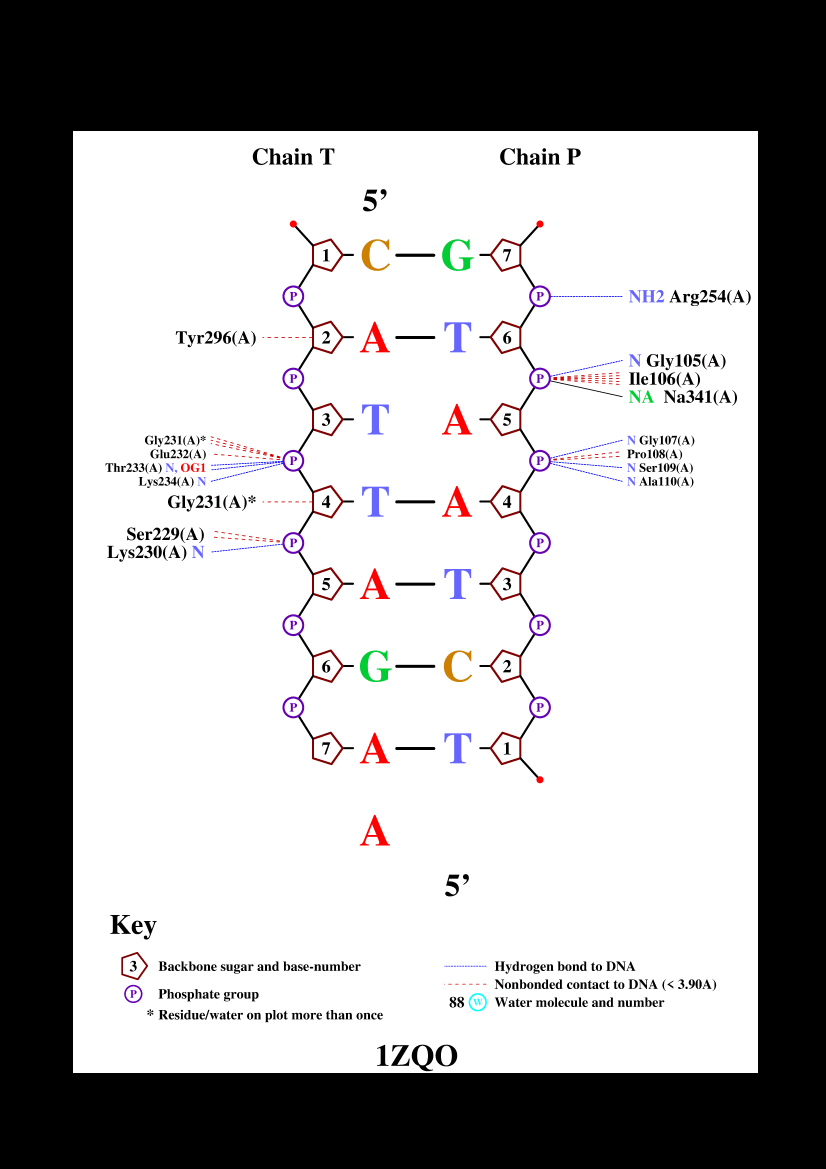 Chain T Chain P
5’
1 C G 7
P P NH2 Arg254(A)
Tyr296(A) 2 A T 6
N Gly105(A)
P P Ile106(A)
NA Na341(A)
3 T A 5
Gly231(A)* N Gly107(A)
Glu232(A) Pro108(A)
P P
Thr233(A) N, OG1 N Ser109(A)
Lys234(A) N N Ala110(A)
Gly231(A)* 4 T A 4
Ser229(A)
P P
Lys230(A) N
5 A T 3
P P
6 G C 2
P P
7 A T 1
A
5’
Key
3 Backbone sugar and base-number
P Phosphate group
* Residue/water on plot more than once
Hydrogen bond to DNA
Nonbonded contact to DNA (< 3.90A)
88 W Water molecule and number
1ZQO